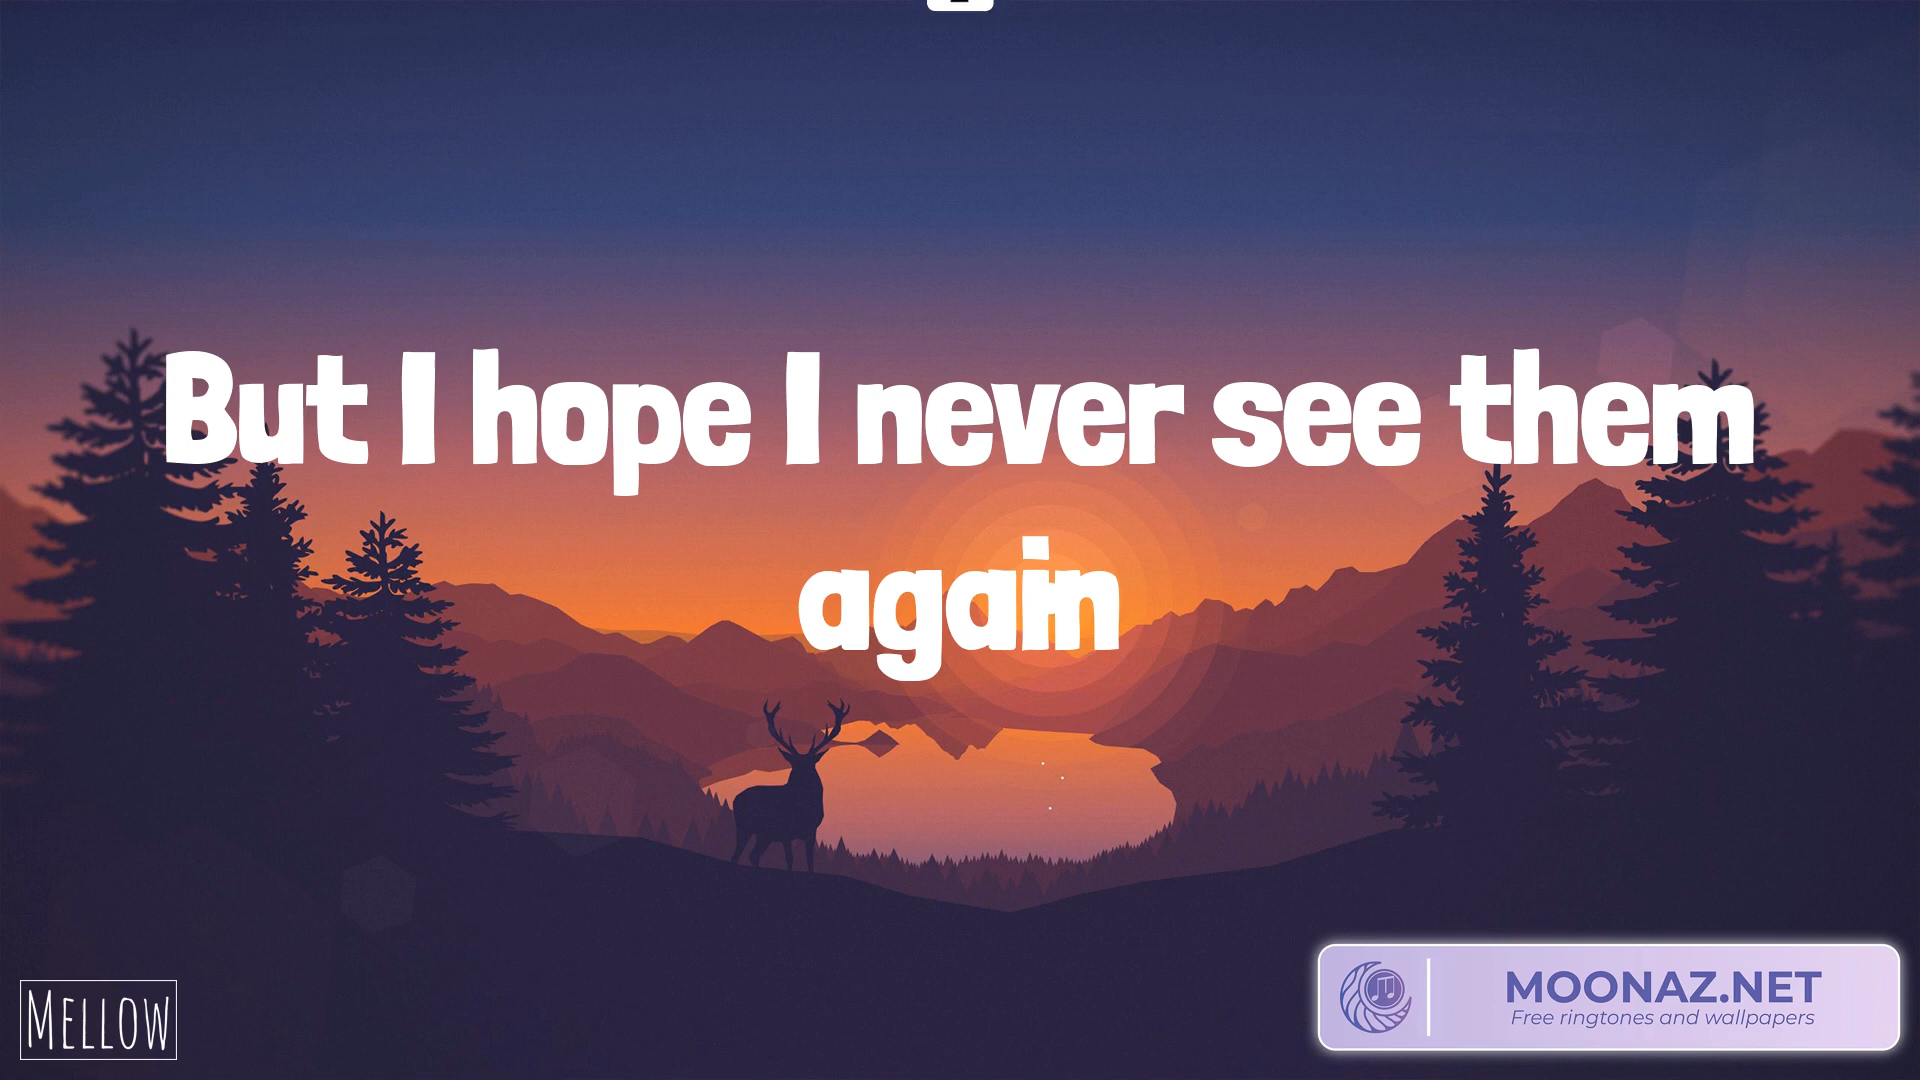 But I hope I never see them
again
MELLOW
MOONAZ.NET
Free ringtones and wallpapers